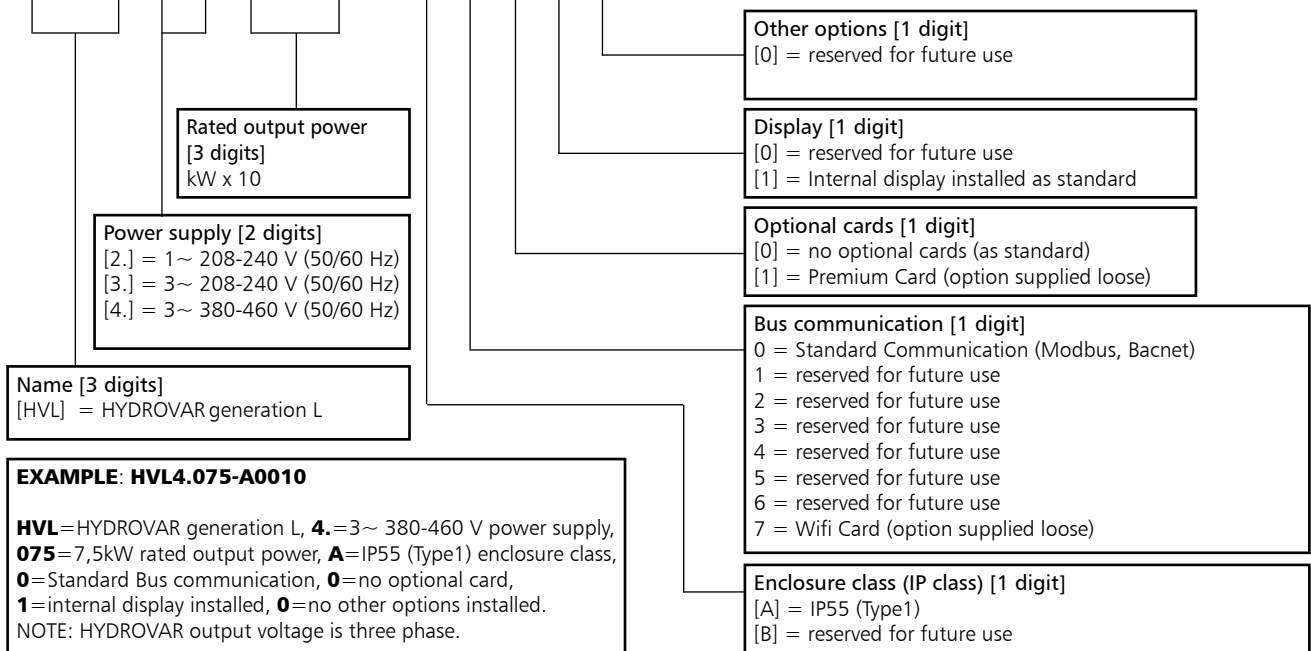 Rated output power
[3 digits]
kW x 10
Power supply [2 digits]
[2.] = 1~ 208-240 V (50/60 Hz)
[3.] = 3~ 208-240 V (50/60 Hz)
[4.] = 3~ 380-460 V (50/60 Hz)
Name [3 digits]
[HVL] = HYDROVAR generation L
EXAMPLE: HVL4.075-A0010
HVL=HYDROVAR generation L, 4.=3~ 380-460 V power supply,
075=7,5kW rated output power, A=IP55 (Type1) enclosure class,
0=Standard Bus communication, 0=no optional card,
1=internal display installed, 0=no other options installed.
NOTE: HYDROVAR output voltage is three phase.
Other options [1 digit]
[0] = reserved for future use
Display [1 digit]
[0] = reserved for future use
[1] = Internal display installed as standard
Optional cards [1 digit]
[0] = no optional cards (as standard)
[1] = Premium Card (option supplied loose)
Bus communication [1 digit]
0 = Standard Communication (Modbus, Bacnet)
1 = reserved for future use
2 = reserved for future use
3 = reserved for future use
4 = reserved for future use
5 = reserved for future use
6 = reserved for future use
7 = Wifi Card (option supplied loose)
Enclosure class (IP class) [1 digit]
[A] = IP55 (Type1)
[B] = reserved for future use